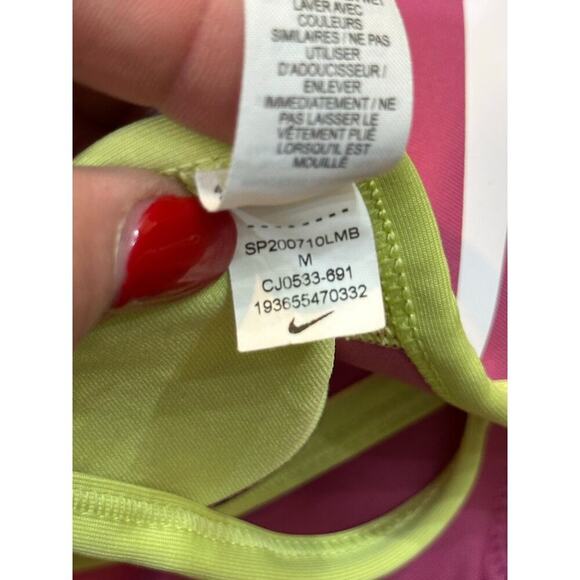 LAVER AVEC
COULEURS
SIMILAIRES / NE PAS
UTILISER
D'ADOUCISSEUR /
ENLEVER
IMMÉDIATEMENT / NE
PAS LAISSER LE
VÊTEMENT PLIÉ
LORSQU'IL EST
MOUILLÉ
SP200710LMB
M
CJ0533-691
193655470332